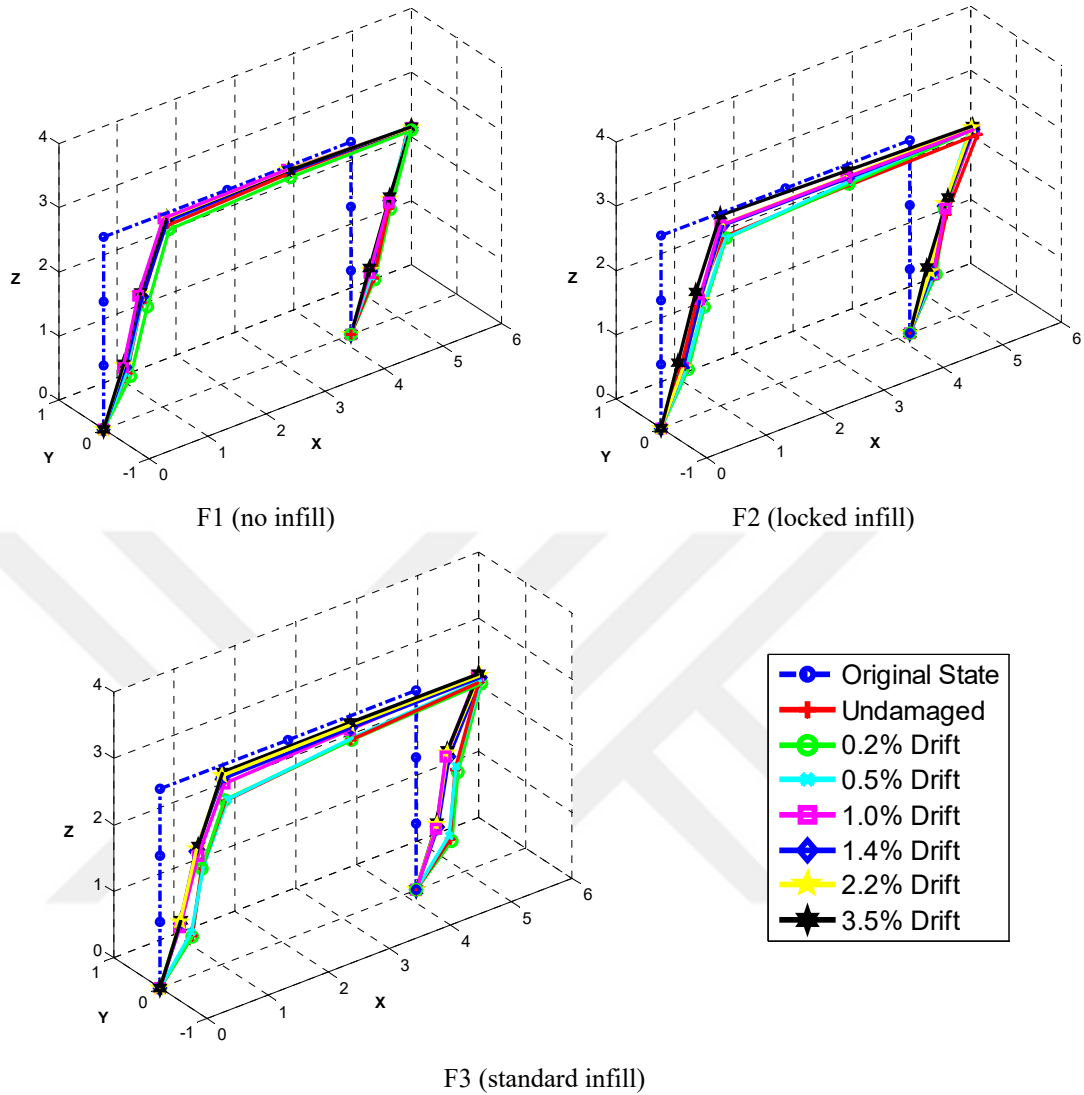 4
3
2
1
0
Z
1
0
-1
Y
0
1
2
3
4
5
6
X
F1 (no infill)
4
3
2
1
0
Z
1
0
-1
Y
0
1
2
3
4
5
6
X
F2 (locked infill)
4
3
2
1
0
Z
1
0
-1
Y
0
1
2
3
4
5
6
X
Original State
Undamaged
0.2% Drift
0.5% Drift
1.0% Drift
1.4% Drift
2.2% Drift
3.5% Drift
F3 (standard infill)